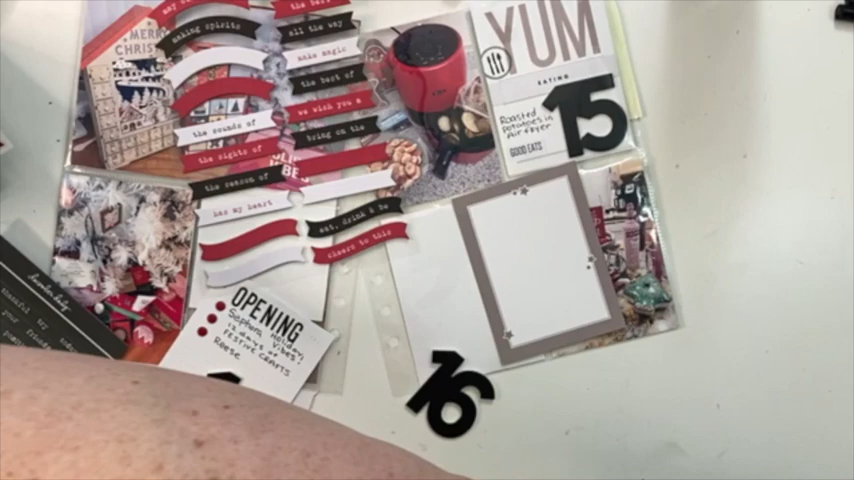 MERRY
CHRIST
making spirits
all the way
make magic
the best of
we wish you a
the sounds of
bring on the
the sights of
the season of
has my heart
eat, drink & be
cheers to this
YUM
EATING
15
Roasted
potatoes in
Air fryer
GOOD EATS
OPENING
Sephora Holiday
Vibes,
12 days of
FESTIVE CRAFTS
Reese
16